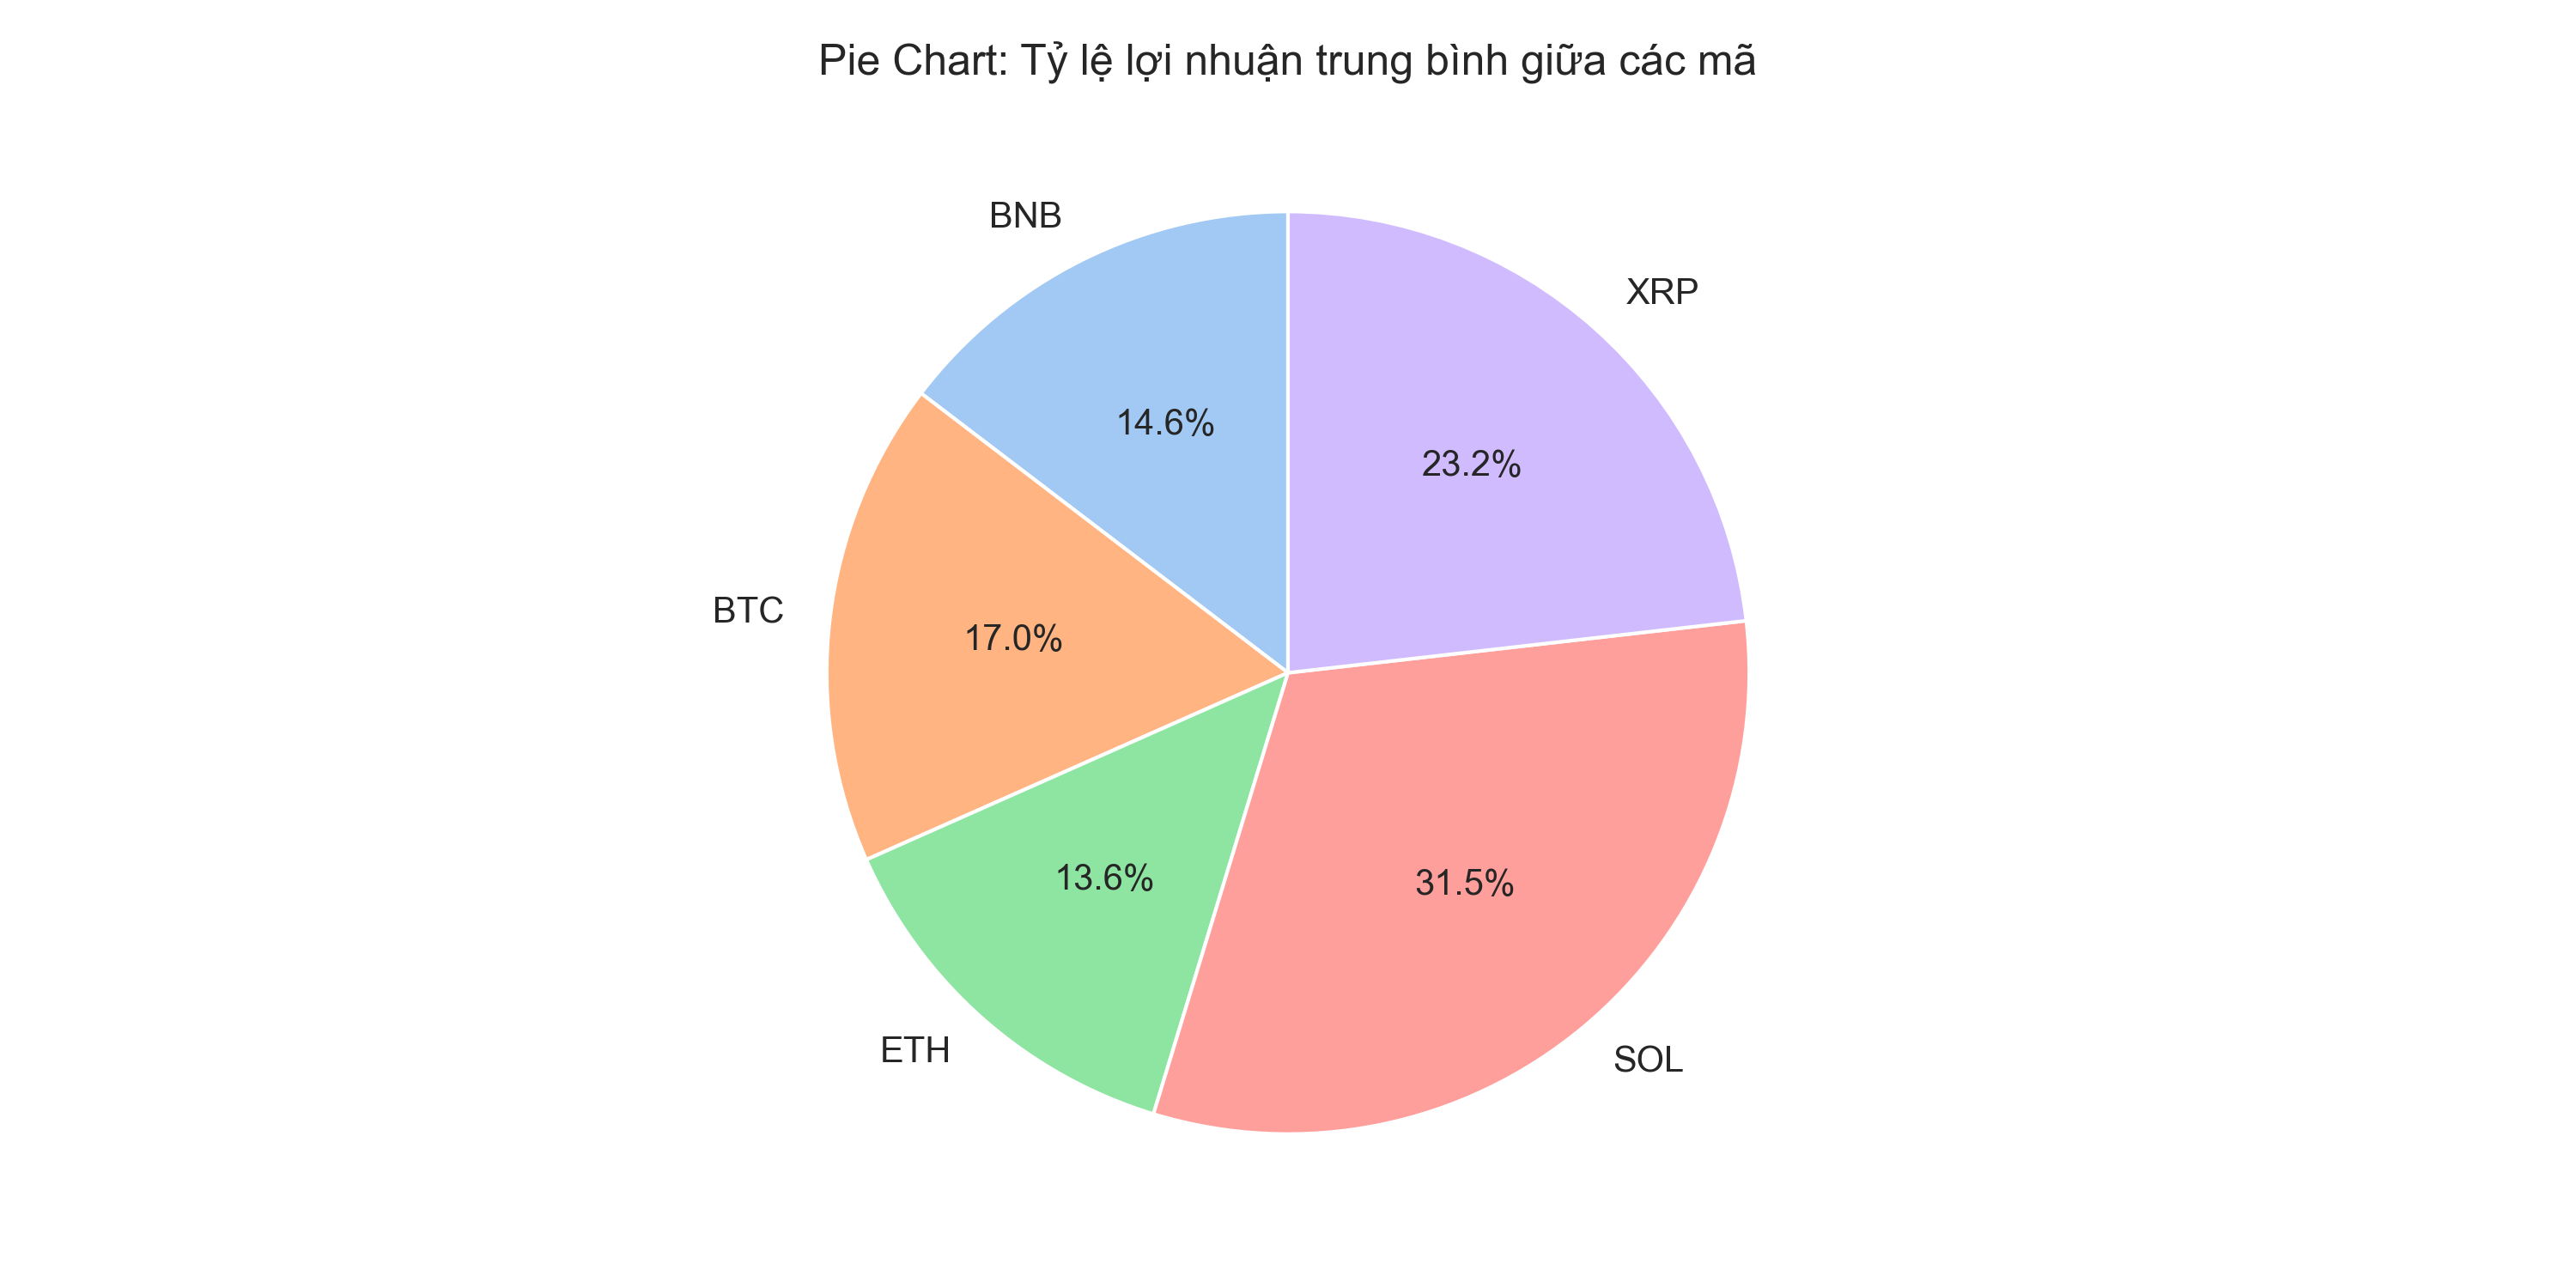 Pie Chart: Tỷ lệ lợi nhuận trung bình giữa các mã
BNB
XRP
14.6%
23.2%
BTC
17.0%
13.6%
31.5%
ETH
SOL